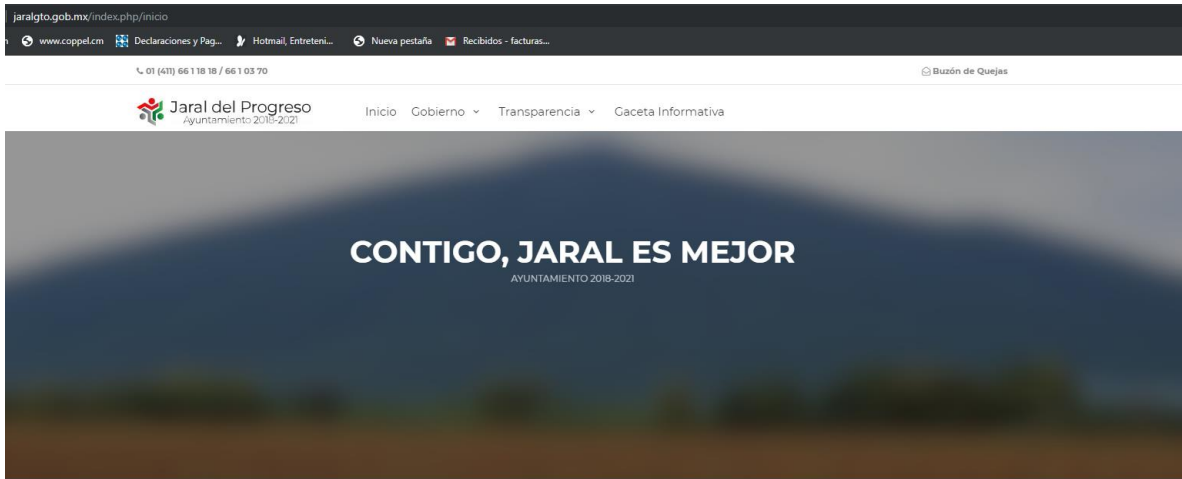 jaralgto.gob.mx/index.php/inicio
www.coppel.cm Declaraciones y Pag... Hotmail, Entreteni... Nueva pestaña Recibidos - facturas...
01 (411) 66 1 18 18 / 66 1 03 70 Buzón de Quejas
Jaral del Progreso
Ayuntamiento 2018-2021
Inicio Gobierno Transparencia Gaceta Informativa
CONTIGO, JARAL ES MEJOR
AYUNTAMIENTO 2018-2021